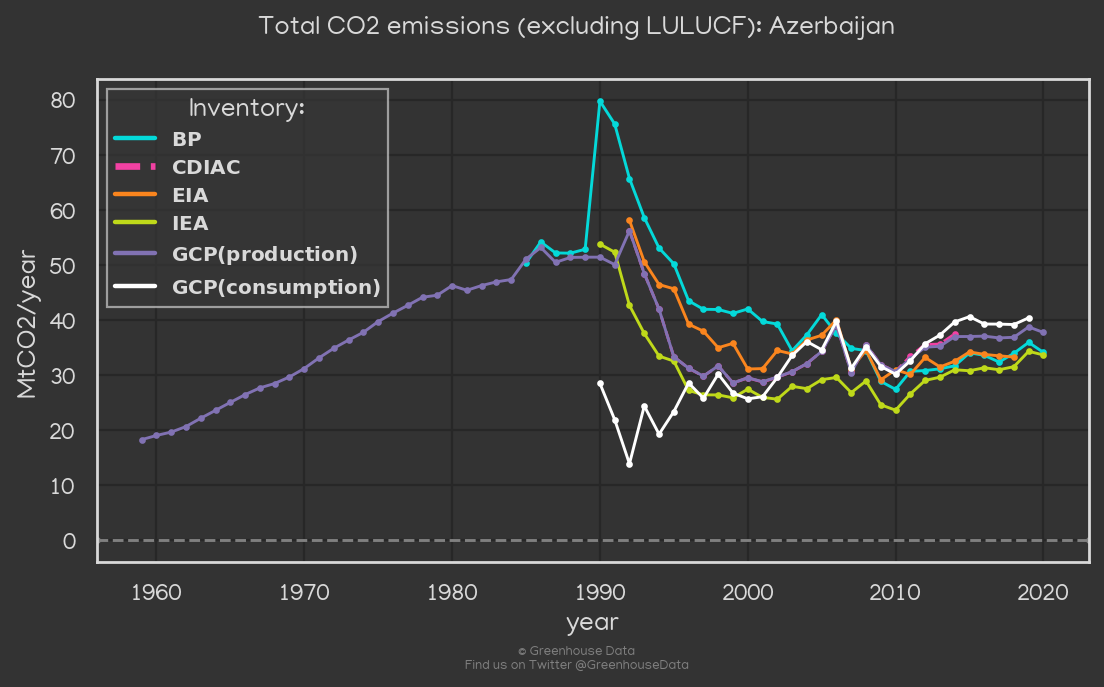 Total CO2 emissions (excluding LULUCF): Azerbaijan
Inventory:
BP
CDIAC
EIA
IEA
GCP(production)
GCP(consumption)
MtCO2/year
80
70
60
50
40
30
20
10
0
1960 1970 1980 1990 2000 2010 2020
year
© Greenhouse Data
Find us on Twitter @GreenhouseData